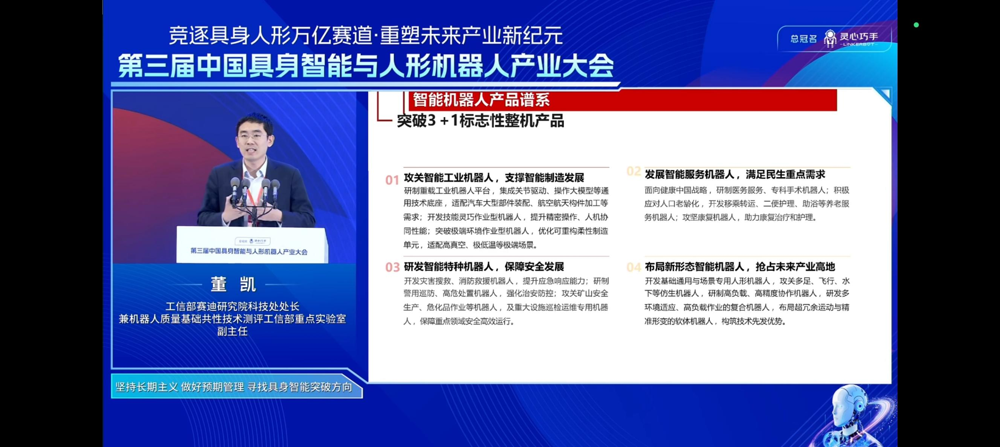 竞逐具身人形万亿赛道·重塑未来产业新纪元
第三届中国具身智能与人形机器人产业大会
总冠名 灵心巧手
LINKERBOT
总冠名 灵心巧手
第三届中国具身智能与人形机器人产业大会
董 凯
工信部赛迪研究院科技处处长
兼机器人质量基础共性技术测评工信部重点实验室
副主任
坚持长期主义 做好预期管理 寻找具身智能突破方向
智能机器人产品谱系
突破3 +1标志性整机产品
01 攻关智能工业机器人，支撑智能制造发展
研制重载工业机器人平台，集成关节驱动、操作大模型等通
用技术底座，适配汽车大型部件装配、航空航天构件加工等
需求；开发技能灵巧作业型机器人，提升精密操作、人机协
同性能；突破极端环境作业型机器人，优化可重构柔性制造
单元，适配高真空、极低温等极端场景。
02 发展智能服务机器人，满足民生重点需求
面向健康中国战略，研制医务服务、专科手术机器人；积极
应对人口老龄化，开发移乘转运、二便护理、助浴等养老服
务机器人；攻坚康复机器人，助力康复治疗和护理。
03 研发智能特种机器人，保障安全发展
开发灾害搜救、消防救援机器人，提升应急响应能力；研制
警用巡防、高危处置机器人，强化治安防控；攻关矿山安全
生产、危化品作业等机器人，及重大设施巡检运维专用机器
人，保障重点领域安全高效运行。
04 布局新形态智能机器人，抢占未来产业高地
开发基础通用与场景专用人形机器人，攻关多足、飞行、水
下等仿生机器人，研制高负载、高精度协作机器人，研发多
环境适应、高负载作业的复合机器人，布局超冗余运动与精
准形变的软体机器人，构筑技术先发优势。